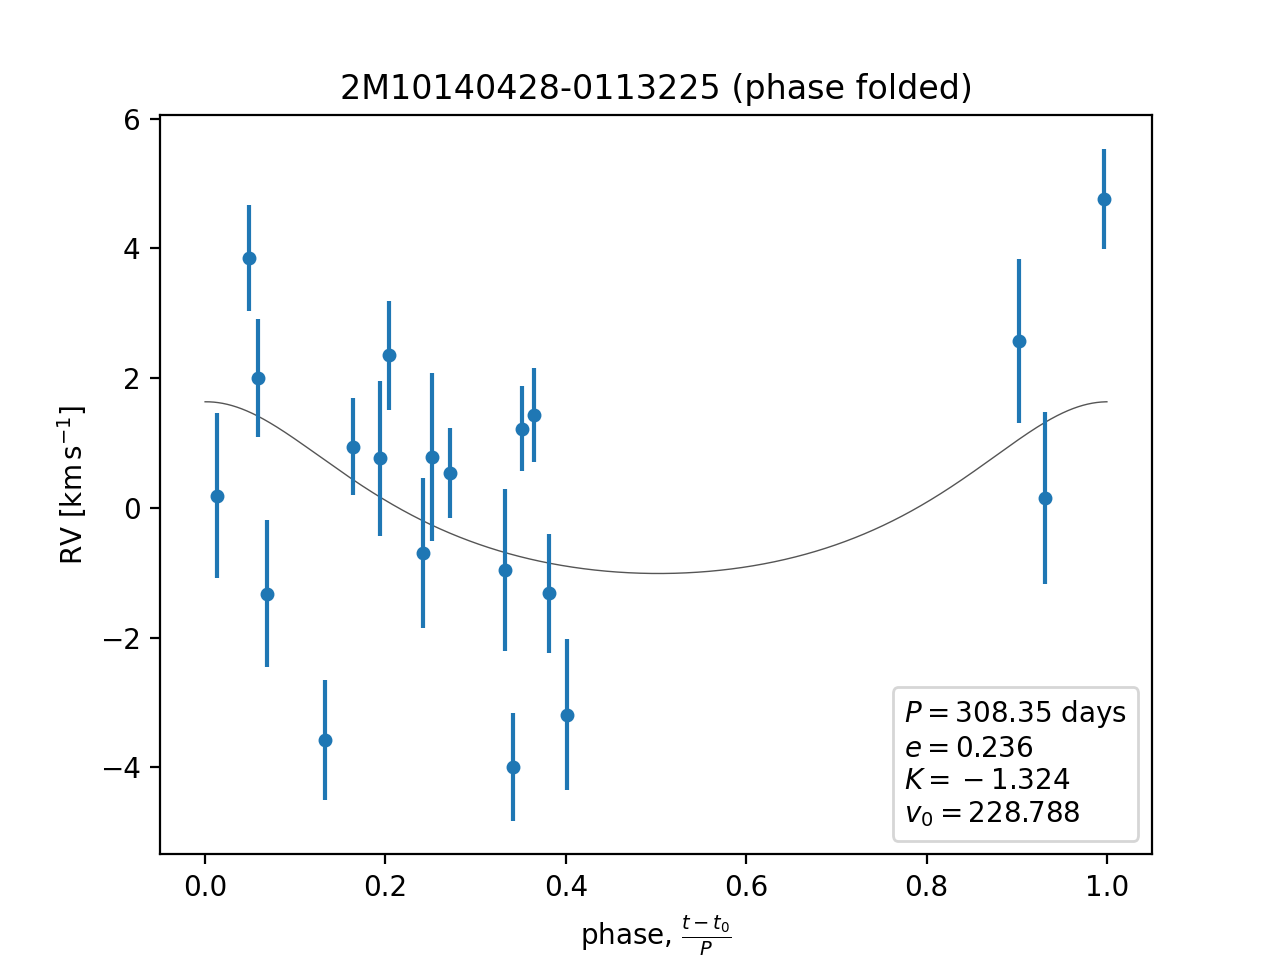 2M10140428-0113225 (phase folded)
6
4
2
0
−2
−4
RV [km s⁻¹]
P = 308.35 days
e = 0.236
K = −1.324
v₀ = 228.788
0.0 0.2 0.4 0.6 0.8 1.0
phase, (t − t₀)/P